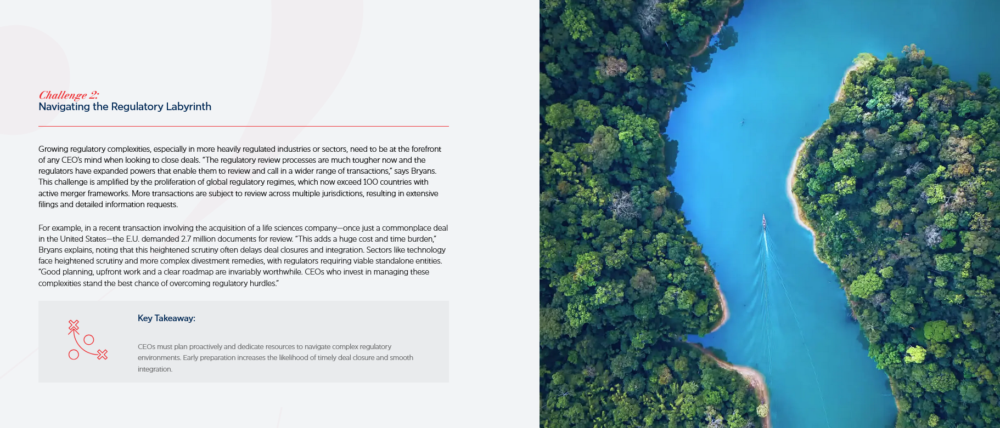 Challenge 2:
Navigating the Regulatory Labyrinth
Growing regulatory complexities, especially in more heavily regulated industries or sectors, need to be at the forefront
of any CEO’s mind when looking to close deals. “The regulatory review processes are much tougher now and the
regulators have expanded powers that enable them to review and call in a wider range of transactions,” says Bryans.
This challenge is amplified by the proliferation of global regulatory regimes, which now exceed 100 countries with
active merger frameworks. More transactions are subject to review across multiple jurisdictions, resulting in extensive
filings and detailed information requests.
For example, in a recent transaction involving the acquisition of a life sciences company—once just a commonplace deal
in the United States—the E.U. demanded 2.7 million documents for review. “This adds a huge cost and time burden,”
Bryans explains, noting that this heightened scrutiny often delays deal closures and integration. Sectors like technology
face heightened scrutiny and more complex divestment remedies, with regulators requiring viable standalone entities.
“Good planning, upfront work and a clear roadmap are invariably worthwhile. CEOs who invest in managing these
complexities stand the best chance of overcoming regulatory hurdles.”
Key Takeaway:
CEOs must plan proactively and dedicate resources to navigate complex regulatory
environments. Early preparation increases the likelihood of timely deal closure and smooth
integration.